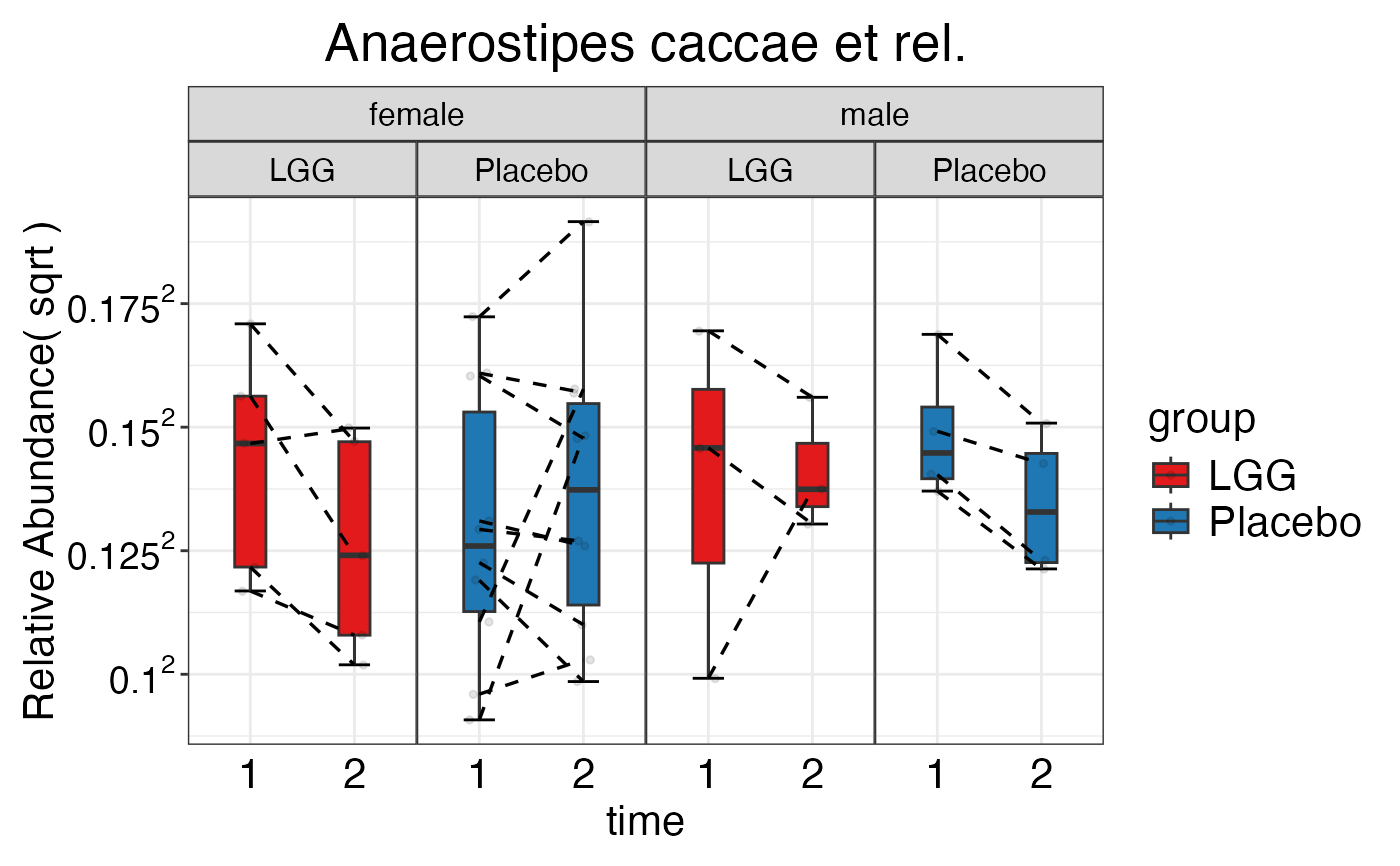 Anaerostipes caccae et rel.
female
male
LGG
Placebo
LGG
Placebo
Relative Abundance( sqrt )
0.175²
0.15²
0.125²
0.1²
1
2
1
2
1
2
1
2
time
group
LGG
Placebo